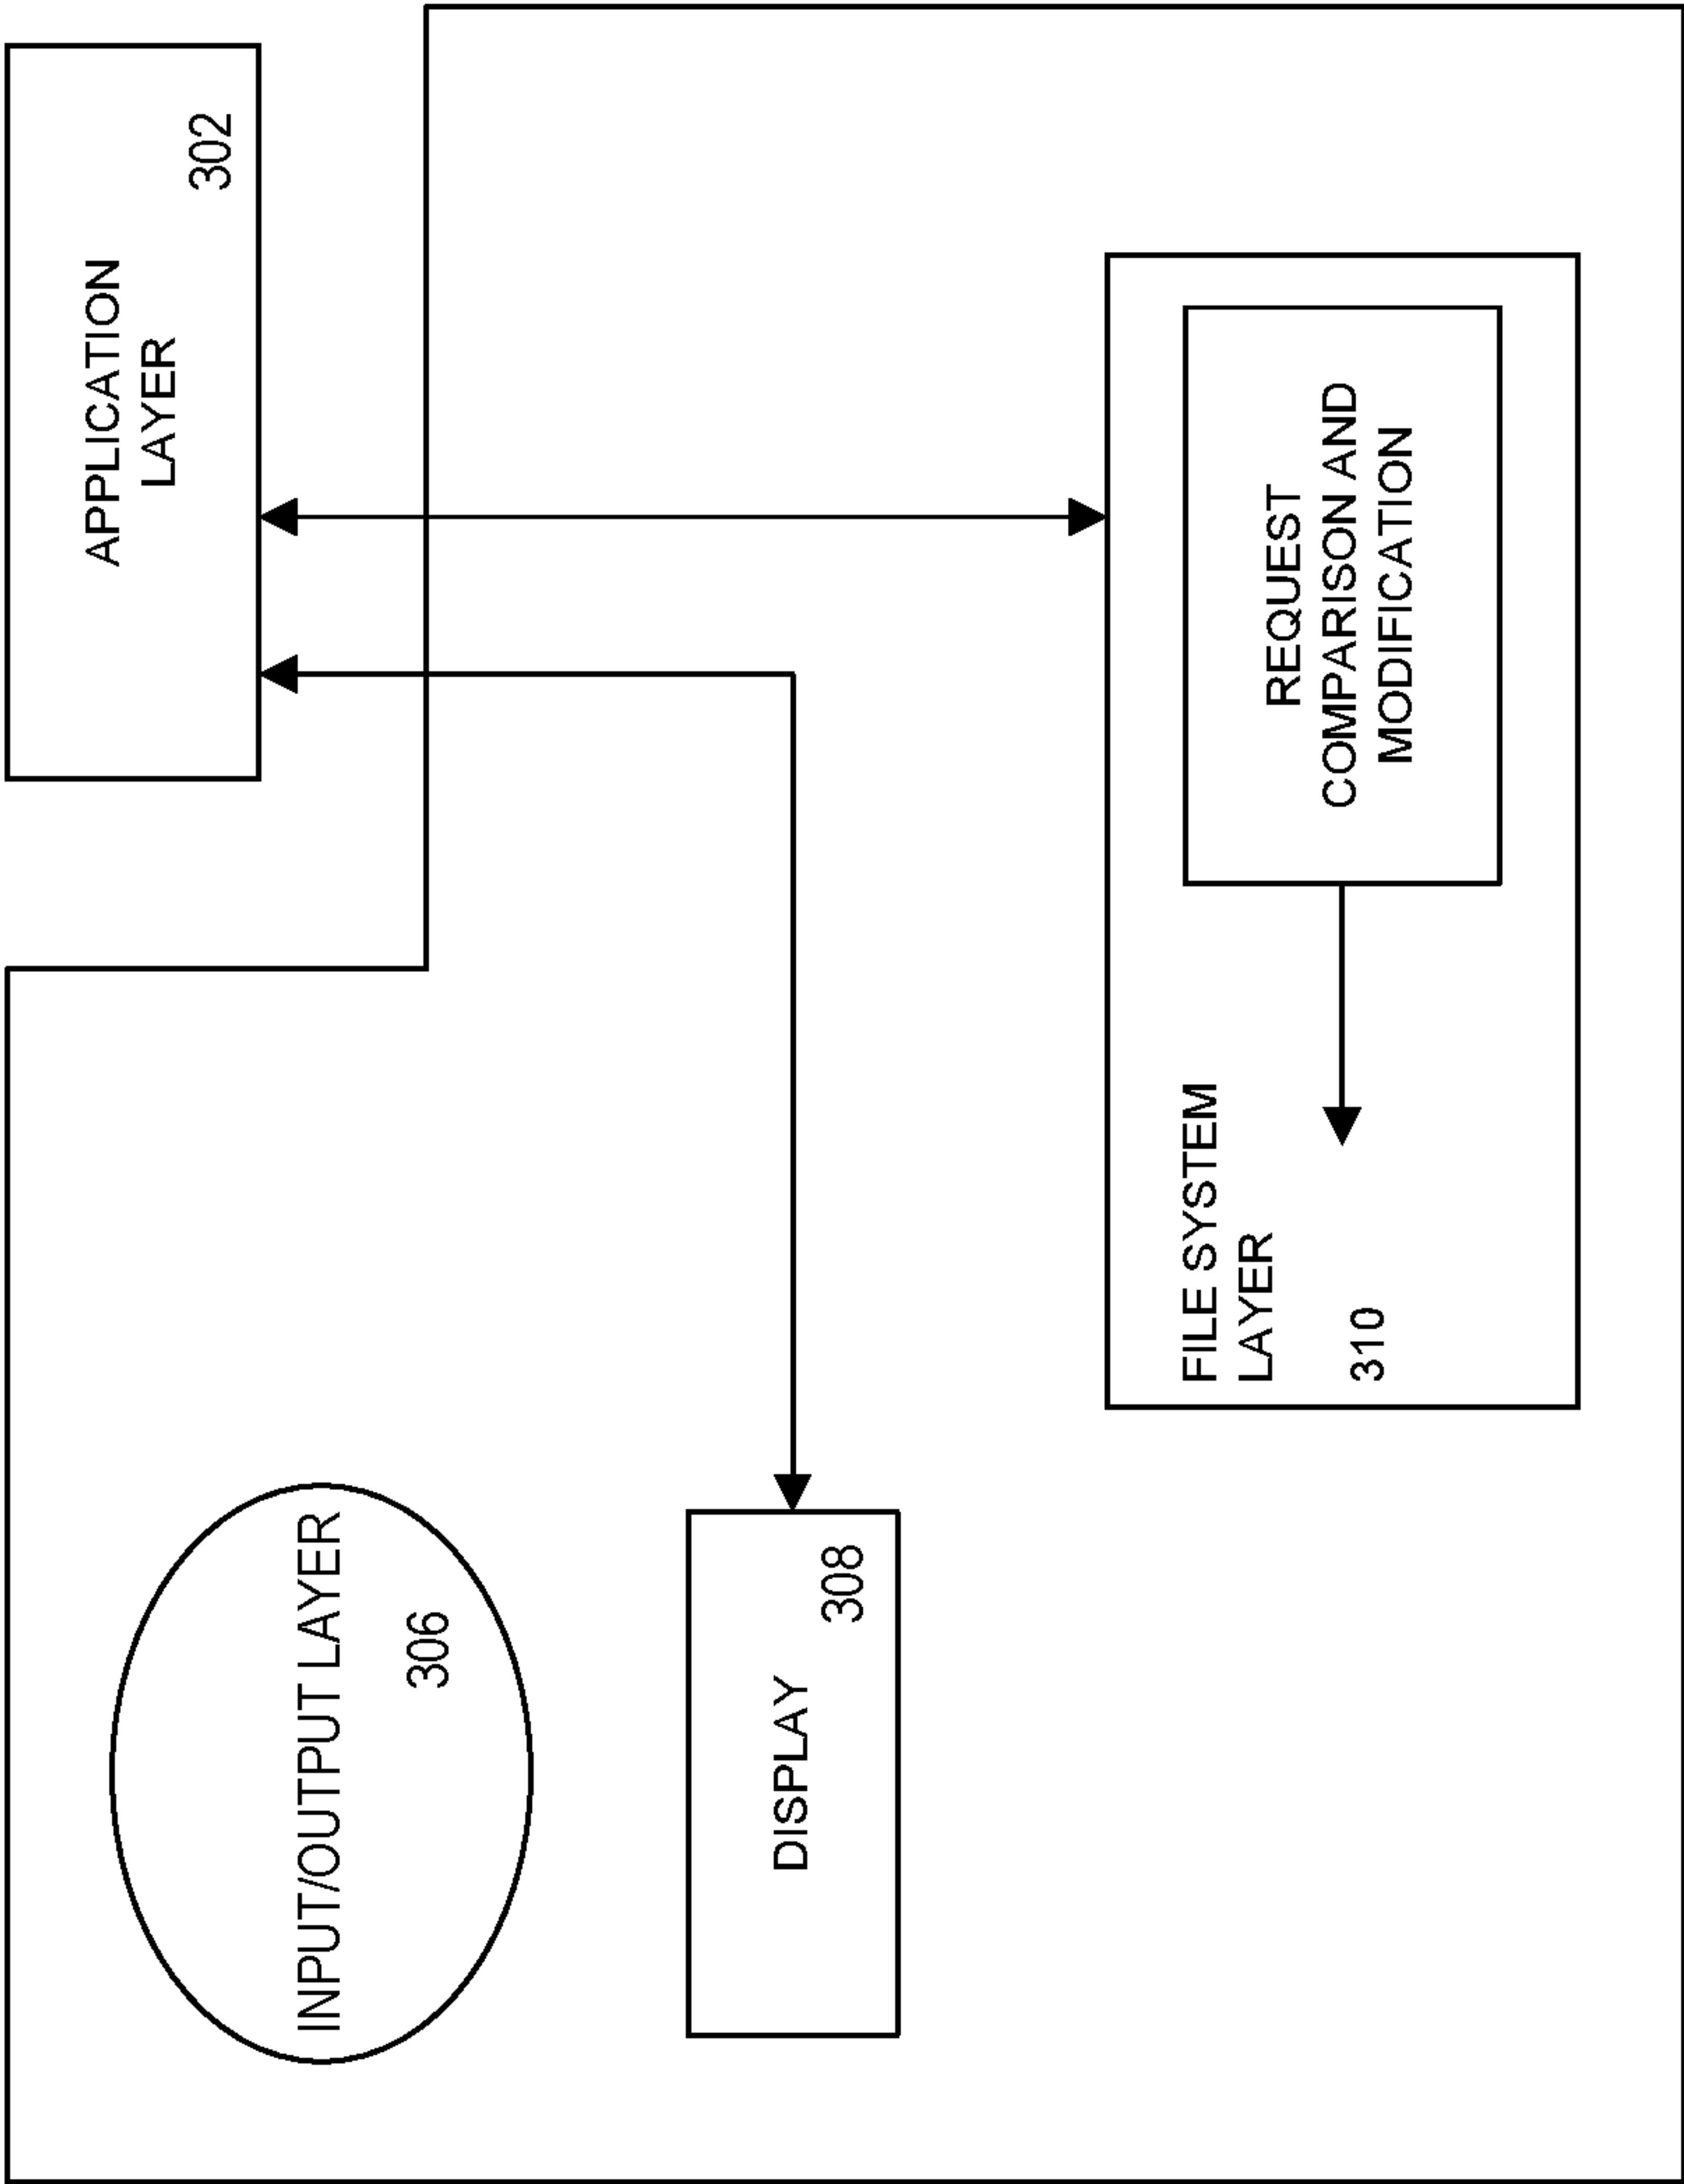 APPLICATION
LAYER
302
INPUT/OUTPUT LAYER
306
DISPLAY
308
FILE SYSTEM
LAYER
310
REQUEST
COMPARISON AND
MODIFICATION